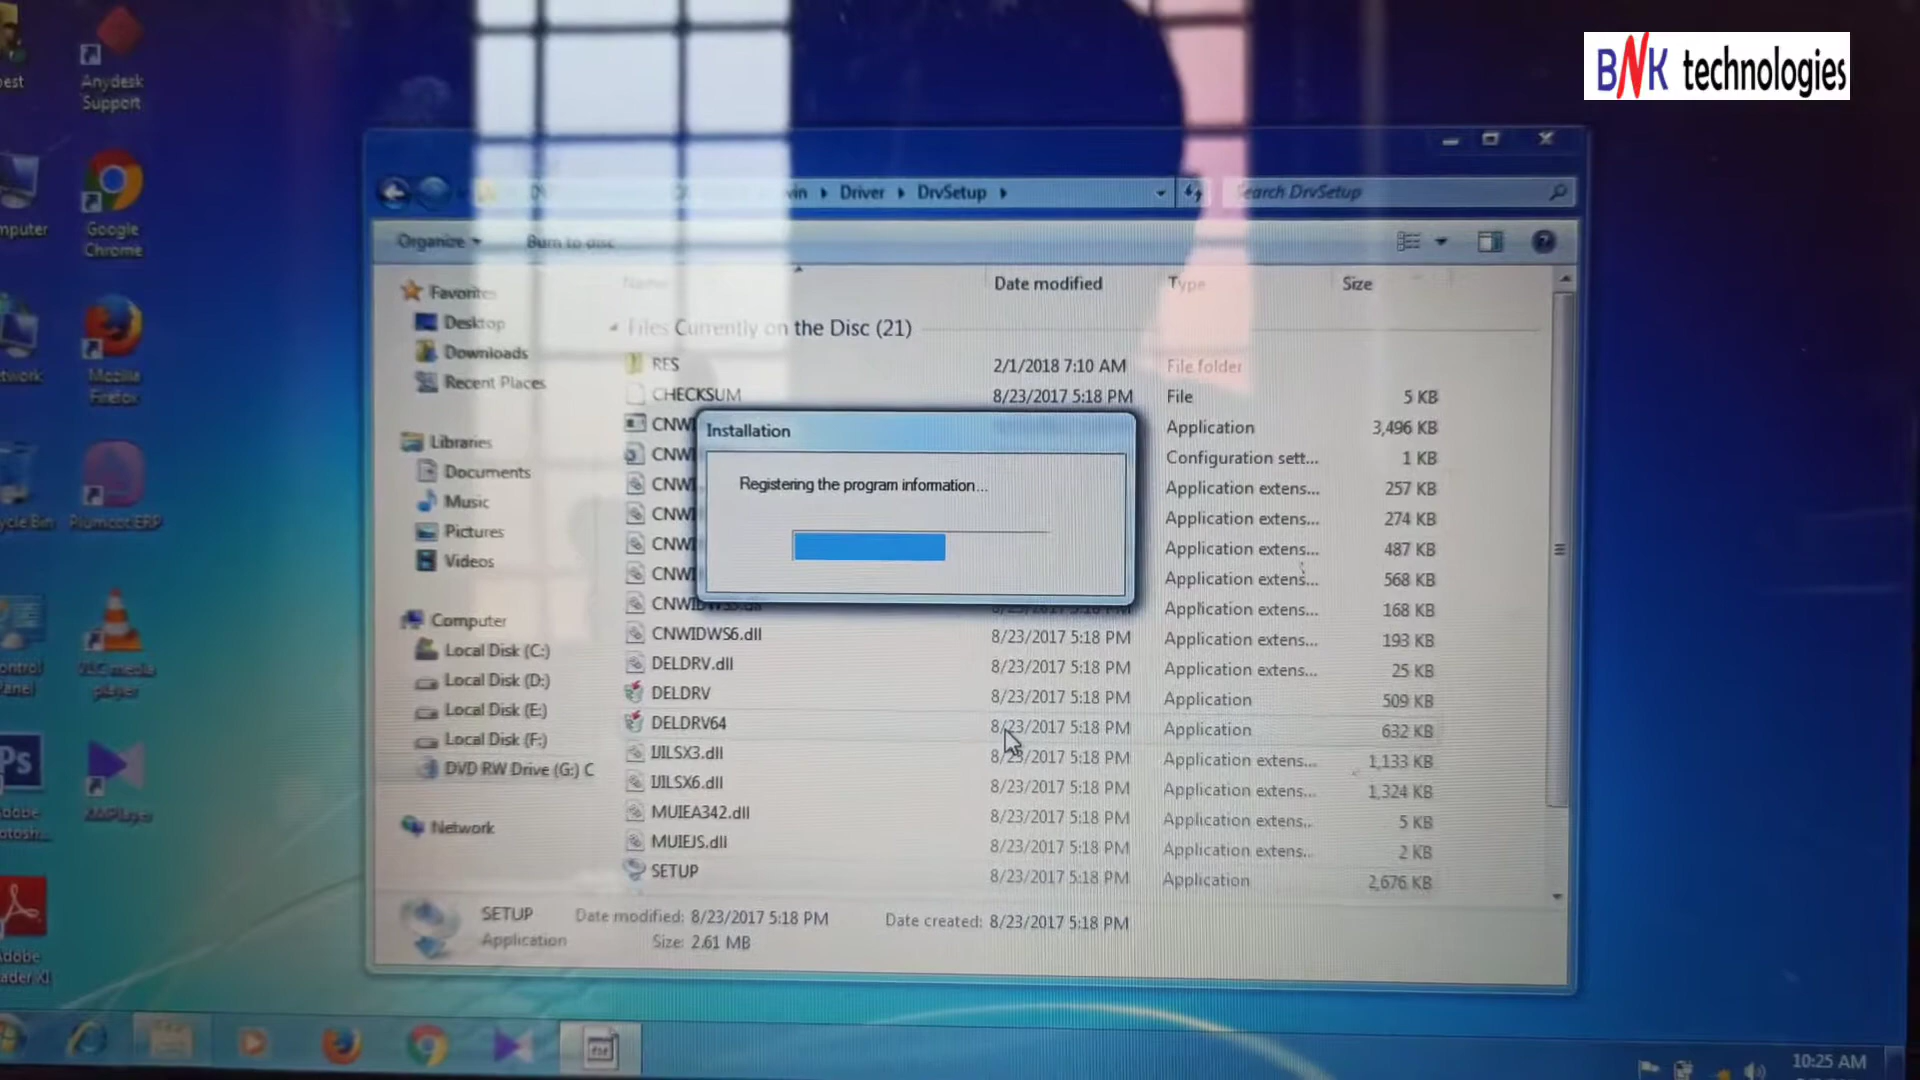 BNK technologies
Anydesk
Support
Google
Chrome
Mozilla
Firefox
Plumcot ERP
VLC media
player
KMPlayer
Driver
DrvSetup
Search DrvSetup
Organize
Burn to disc
Name
Date modified
Type
Size
Favorites
Desktop
Downloads
Recent Places
Libraries
Documents
Music
Pictures
Videos
Computer
Local Disk (C:)
Local Disk (D:)
Local Disk (E:)
Local Disk (F:)
DVD RW Drive (G:) C
Network
Files Currently on the Disc (21)
RES 2/1/2018 7:10 AM File folder
CHECKSUM 8/23/2017 5:18 PM File 5 KB
Application 3,496 KB
Configuration sett... 1 KB
Application extens... 257 KB
Application extens... 274 KB
Application extens... 487 KB
Application extens... 568 KB
Application extens... 168 KB
CNWIDWS6.dll 8/23/2017 5:18 PM Application extens... 193 KB
DELDRV.dll 8/23/2017 5:18 PM Application extens... 25 KB
DELDRV 8/23/2017 5:18 PM Application 509 KB
DELDRV64 8/23/2017 5:18 PM Application 632 KB
IJILSX3.dll 8/23/2017 5:18 PM Application extens... 1,133 KB
IJILSX6.dll 8/23/2017 5:18 PM Application extens... 1,324 KB
MUIEA342.dll 8/23/2017 5:18 PM Application extens... 5 KB
MUIEJS.dll 8/23/2017 5:18 PM Application extens... 2 KB
SETUP 8/23/2017 5:18 PM Application 2,676 KB
Installation
Registering the program information...
SETUP Date modified: 8/23/2017 5:18 PM Date created: 8/23/2017 5:18 PM
Application Size: 2.61 MB
10:25 AM